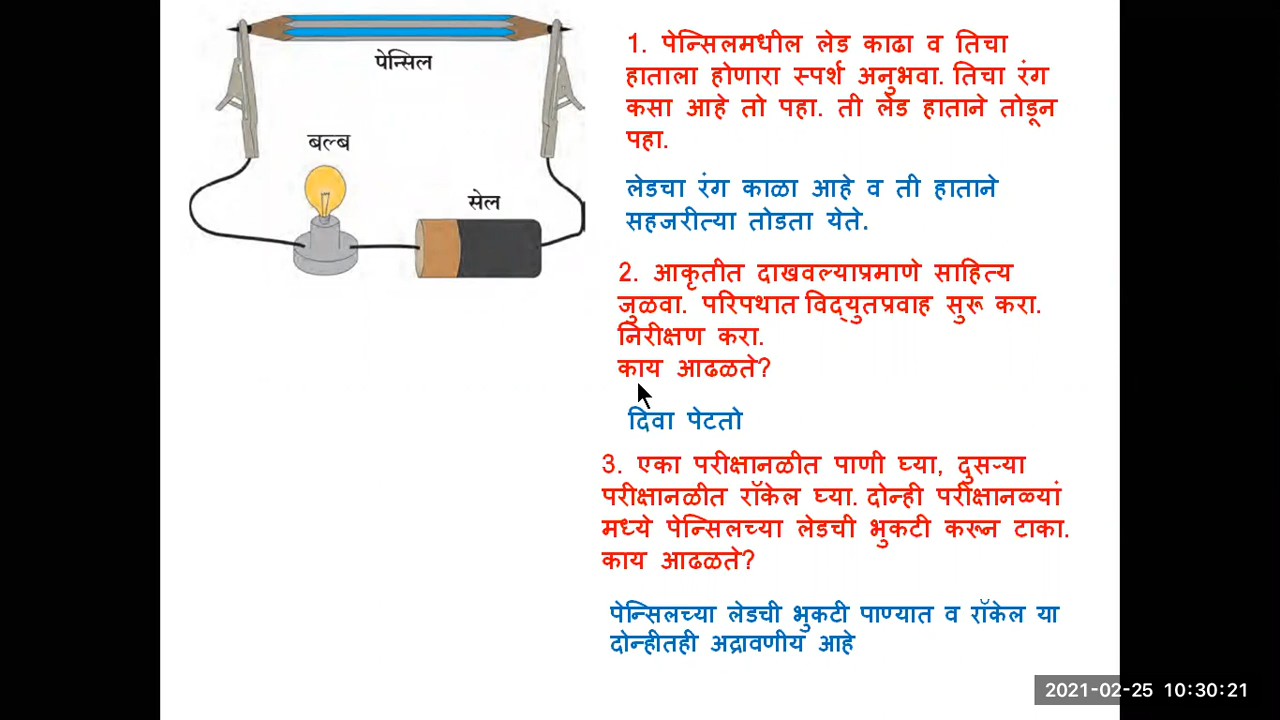 पेन्सिल
बल्ब
सेल
1. पेन्सिलमधील लेड काढा व तिचा
हाताला होणारा स्पर्श अनुभवा. तिचा रंग
कसा आहे तो पहा. ती लेड हाताने तोडून
पहा.
लेडचा रंग काळा आहे व ती हाताने
सहजरीत्या तोडता येते.
2. आकृतीत दाखवल्याप्रमाणे साहित्य
जुळवा. परिपथात विद्‌युतप्रवाह सुरू करा.
निरीक्षण करा.
काय आढळते?
दिवा पेटतो
3. एका परीक्षानळीत पाणी घ्या, दुसऱ्या
परीक्षानळीत रॉकेल घ्या. दोन्ही परीक्षानळ्यां
मध्ये पेन्सिलच्या लेडची भुकटी करून टाका.
काय आढळते?
पेन्सिलच्या लेडची भुकटी पाण्यात व रॉकेल या
दोन्हीतही अद्रावणीय आहे
2021-02-25 10:30:21